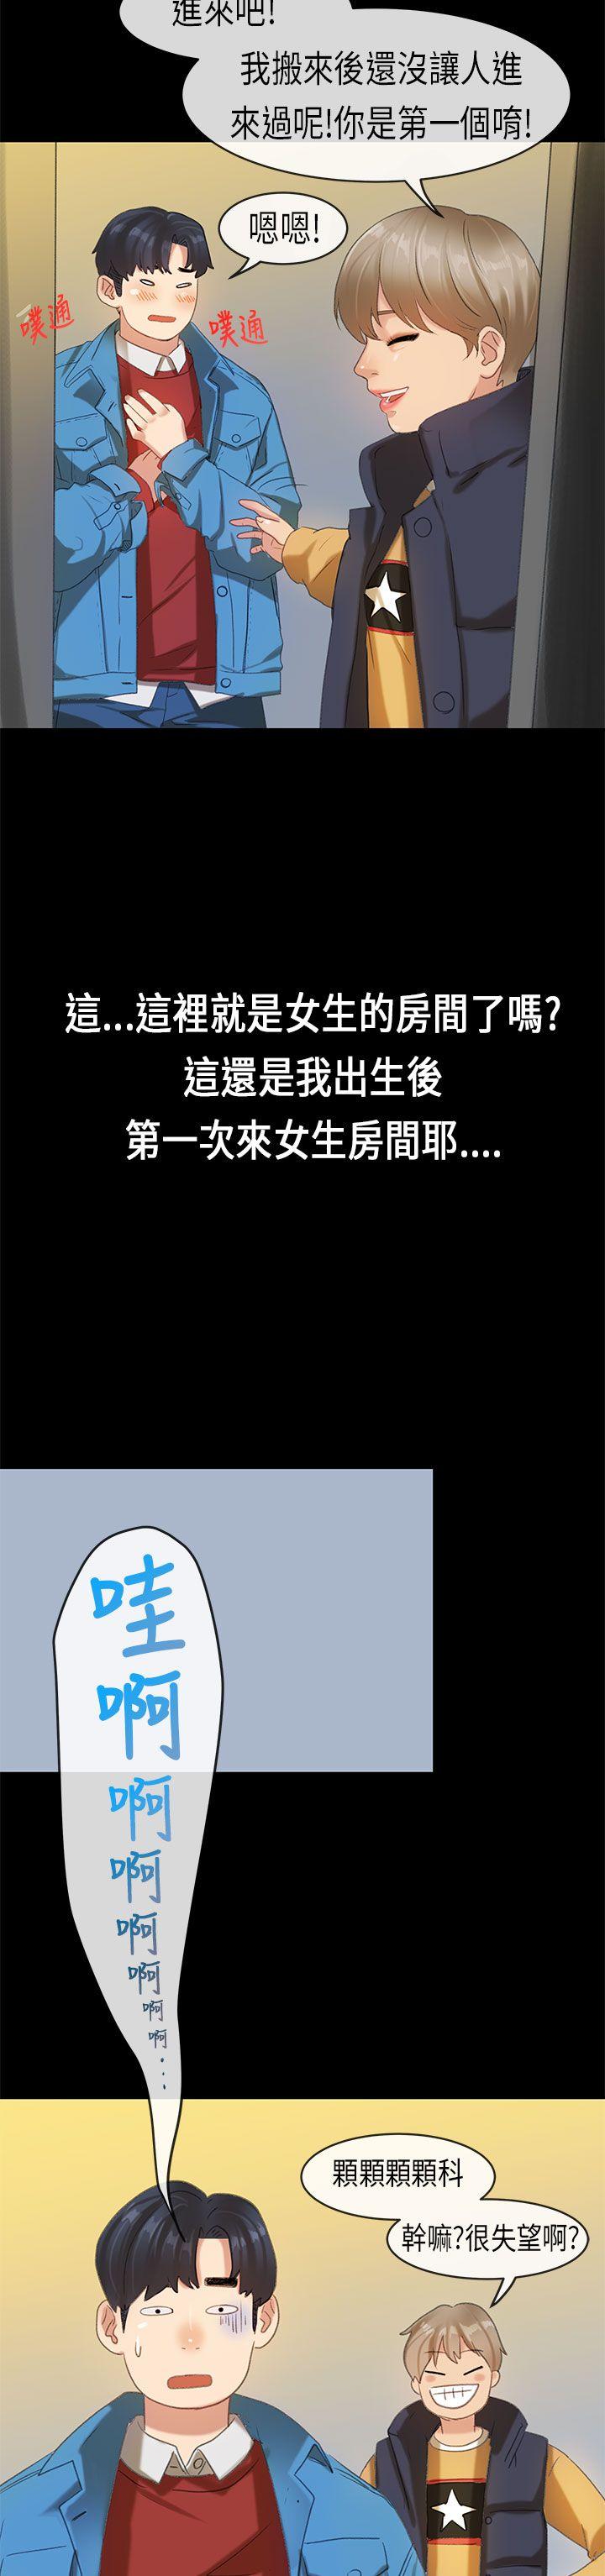 進來吧!
我搬來後還沒讓人進
來過呢!你是第一個唷!
嗯嗯!
噗通
噗通
這...這裡就是女生的房間了嗎?
這還是我出生後
第一次來女生房間耶....
哇
啊
啊
啊
啊
啊
啊
啊
...
顆顆顆顆科
幹嘛?很失望啊?